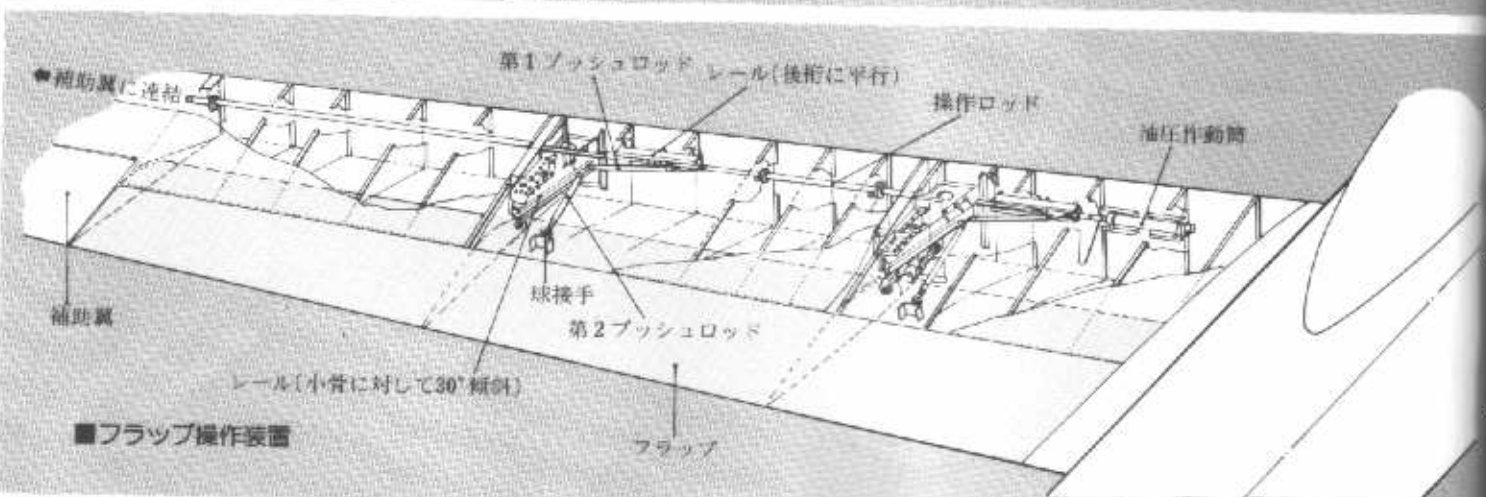 第1プッシュロッド
レール(後桁に平行)
←補助翼に連結
操作ロッド
油圧作動筒
球接手
補助翼
第2プッシュロッド
レール(小骨に対して30°傾斜)
■フラップ操作装置
フラップ